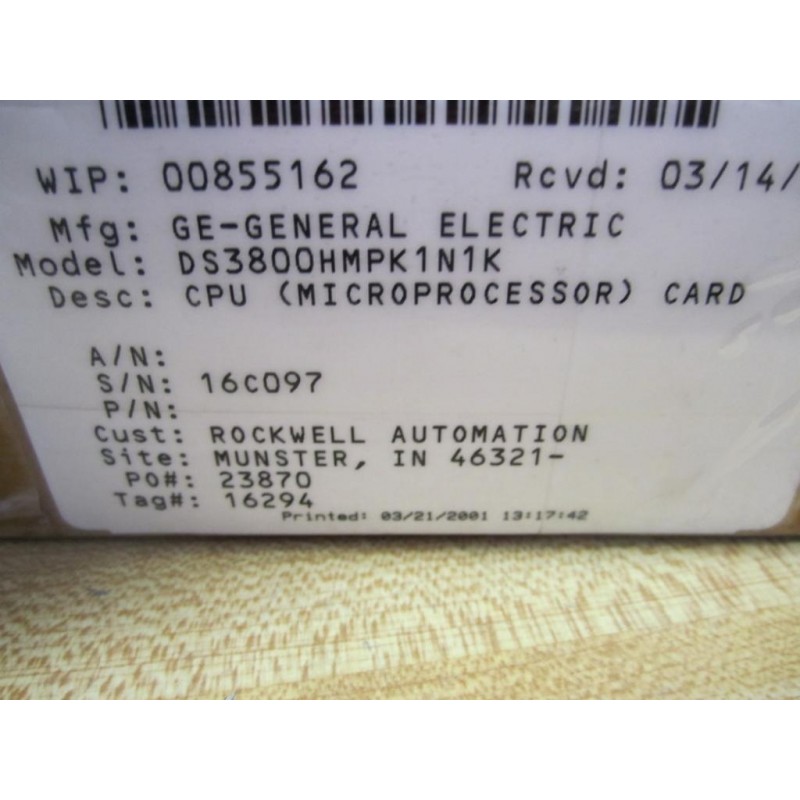 WIP: 00855162 Rcvd: 03/14/
Mfg: GE-GENERAL ELECTRIC
Model: DS3800HMPK1N1K
Desc: CPU (MICROPROCESSOR) CARD
A/N:
S/N: 16C097
P/N:
Cust: ROCKWELL AUTOMATION
Site: MUNSTER, IN 46321-
PO#: 23870
Tag#: 16294
Printed: 03/21/2001 13:17:42